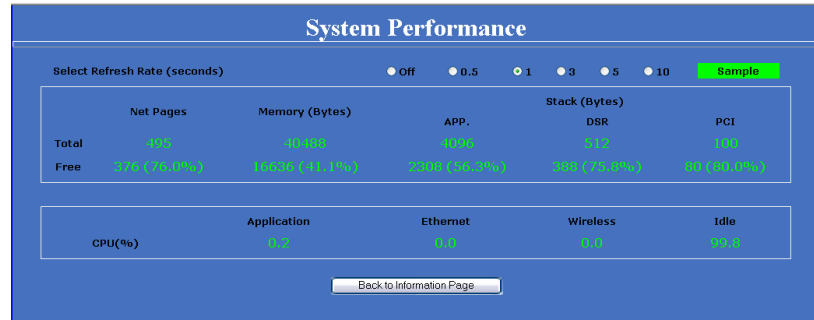 System Performance
Select Refresh Rate (seconds) Off 0.5 1 3 5 10 Sample
Stack (Bytes)
Net Pages Memory (Bytes) APP. DSR PCI
Total 495 40488 4096 512 100
Free 376 (76.0%) 16636 (41.1%) 2308 (56.3%) 388 (75.8%) 80 (80.0%)
Application Ethernet Wireless Idle
CPU(%) 0.2 0.0 0.0 99.8
Back to Information Page